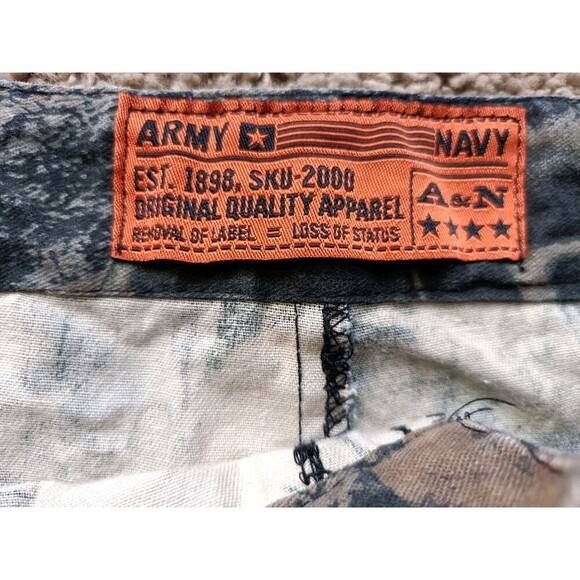 ARMY NAVY
EST. 1898, SKU-2000
ORIGINAL QUALITY APPAREL
REMOVAL OF LABEL = LOSS OF STATUS
A&N